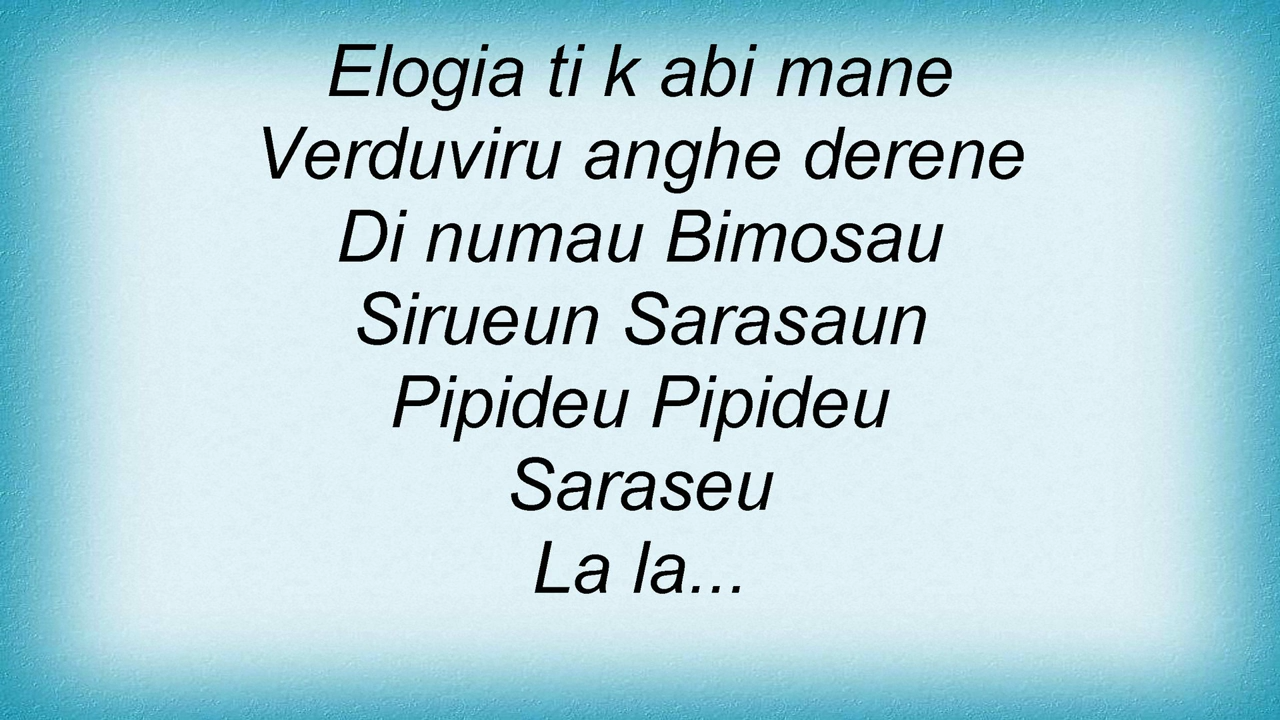 Elogia ti k abi mane
Verduviru anghe derene
Di numau Bimosau
Sirueun Sarasaun
Pipideu Pipideu
Saraseu
La la...